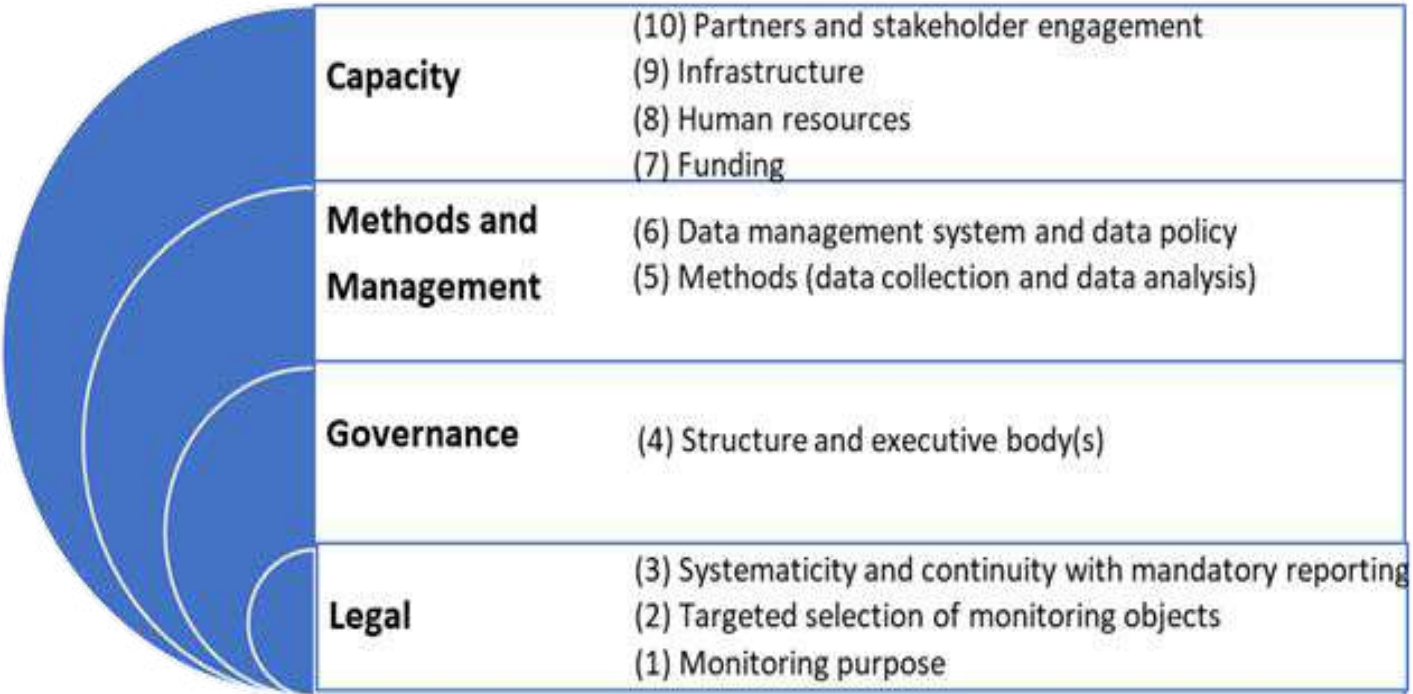 Capacity
(10) Partners and stakeholder engagement
(9) Infrastructure
(8) Human resources
(7) Funding
Methods and
Management
(6) Data management system and data policy
(5) Methods (data collection and data analysis)
Governance
(4) Structure and executive body(s)
Legal
(3) Systematicity and continuity with mandatory reporting
(2) Targeted selection of monitoring objects
(1) Monitoring purpose